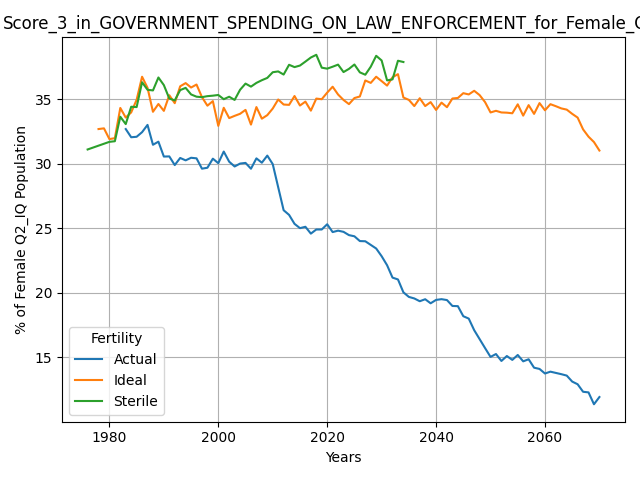 Score_3_in_GOVERNMENT_SPENDING_ON_LAW_ENFORCEMENT_for_Female_
% of Female Q2_IQ Population
35
30
25
20
15
Fertility
Actual
Ideal
Sterile
1980
2000
2020
2040
2060
Years